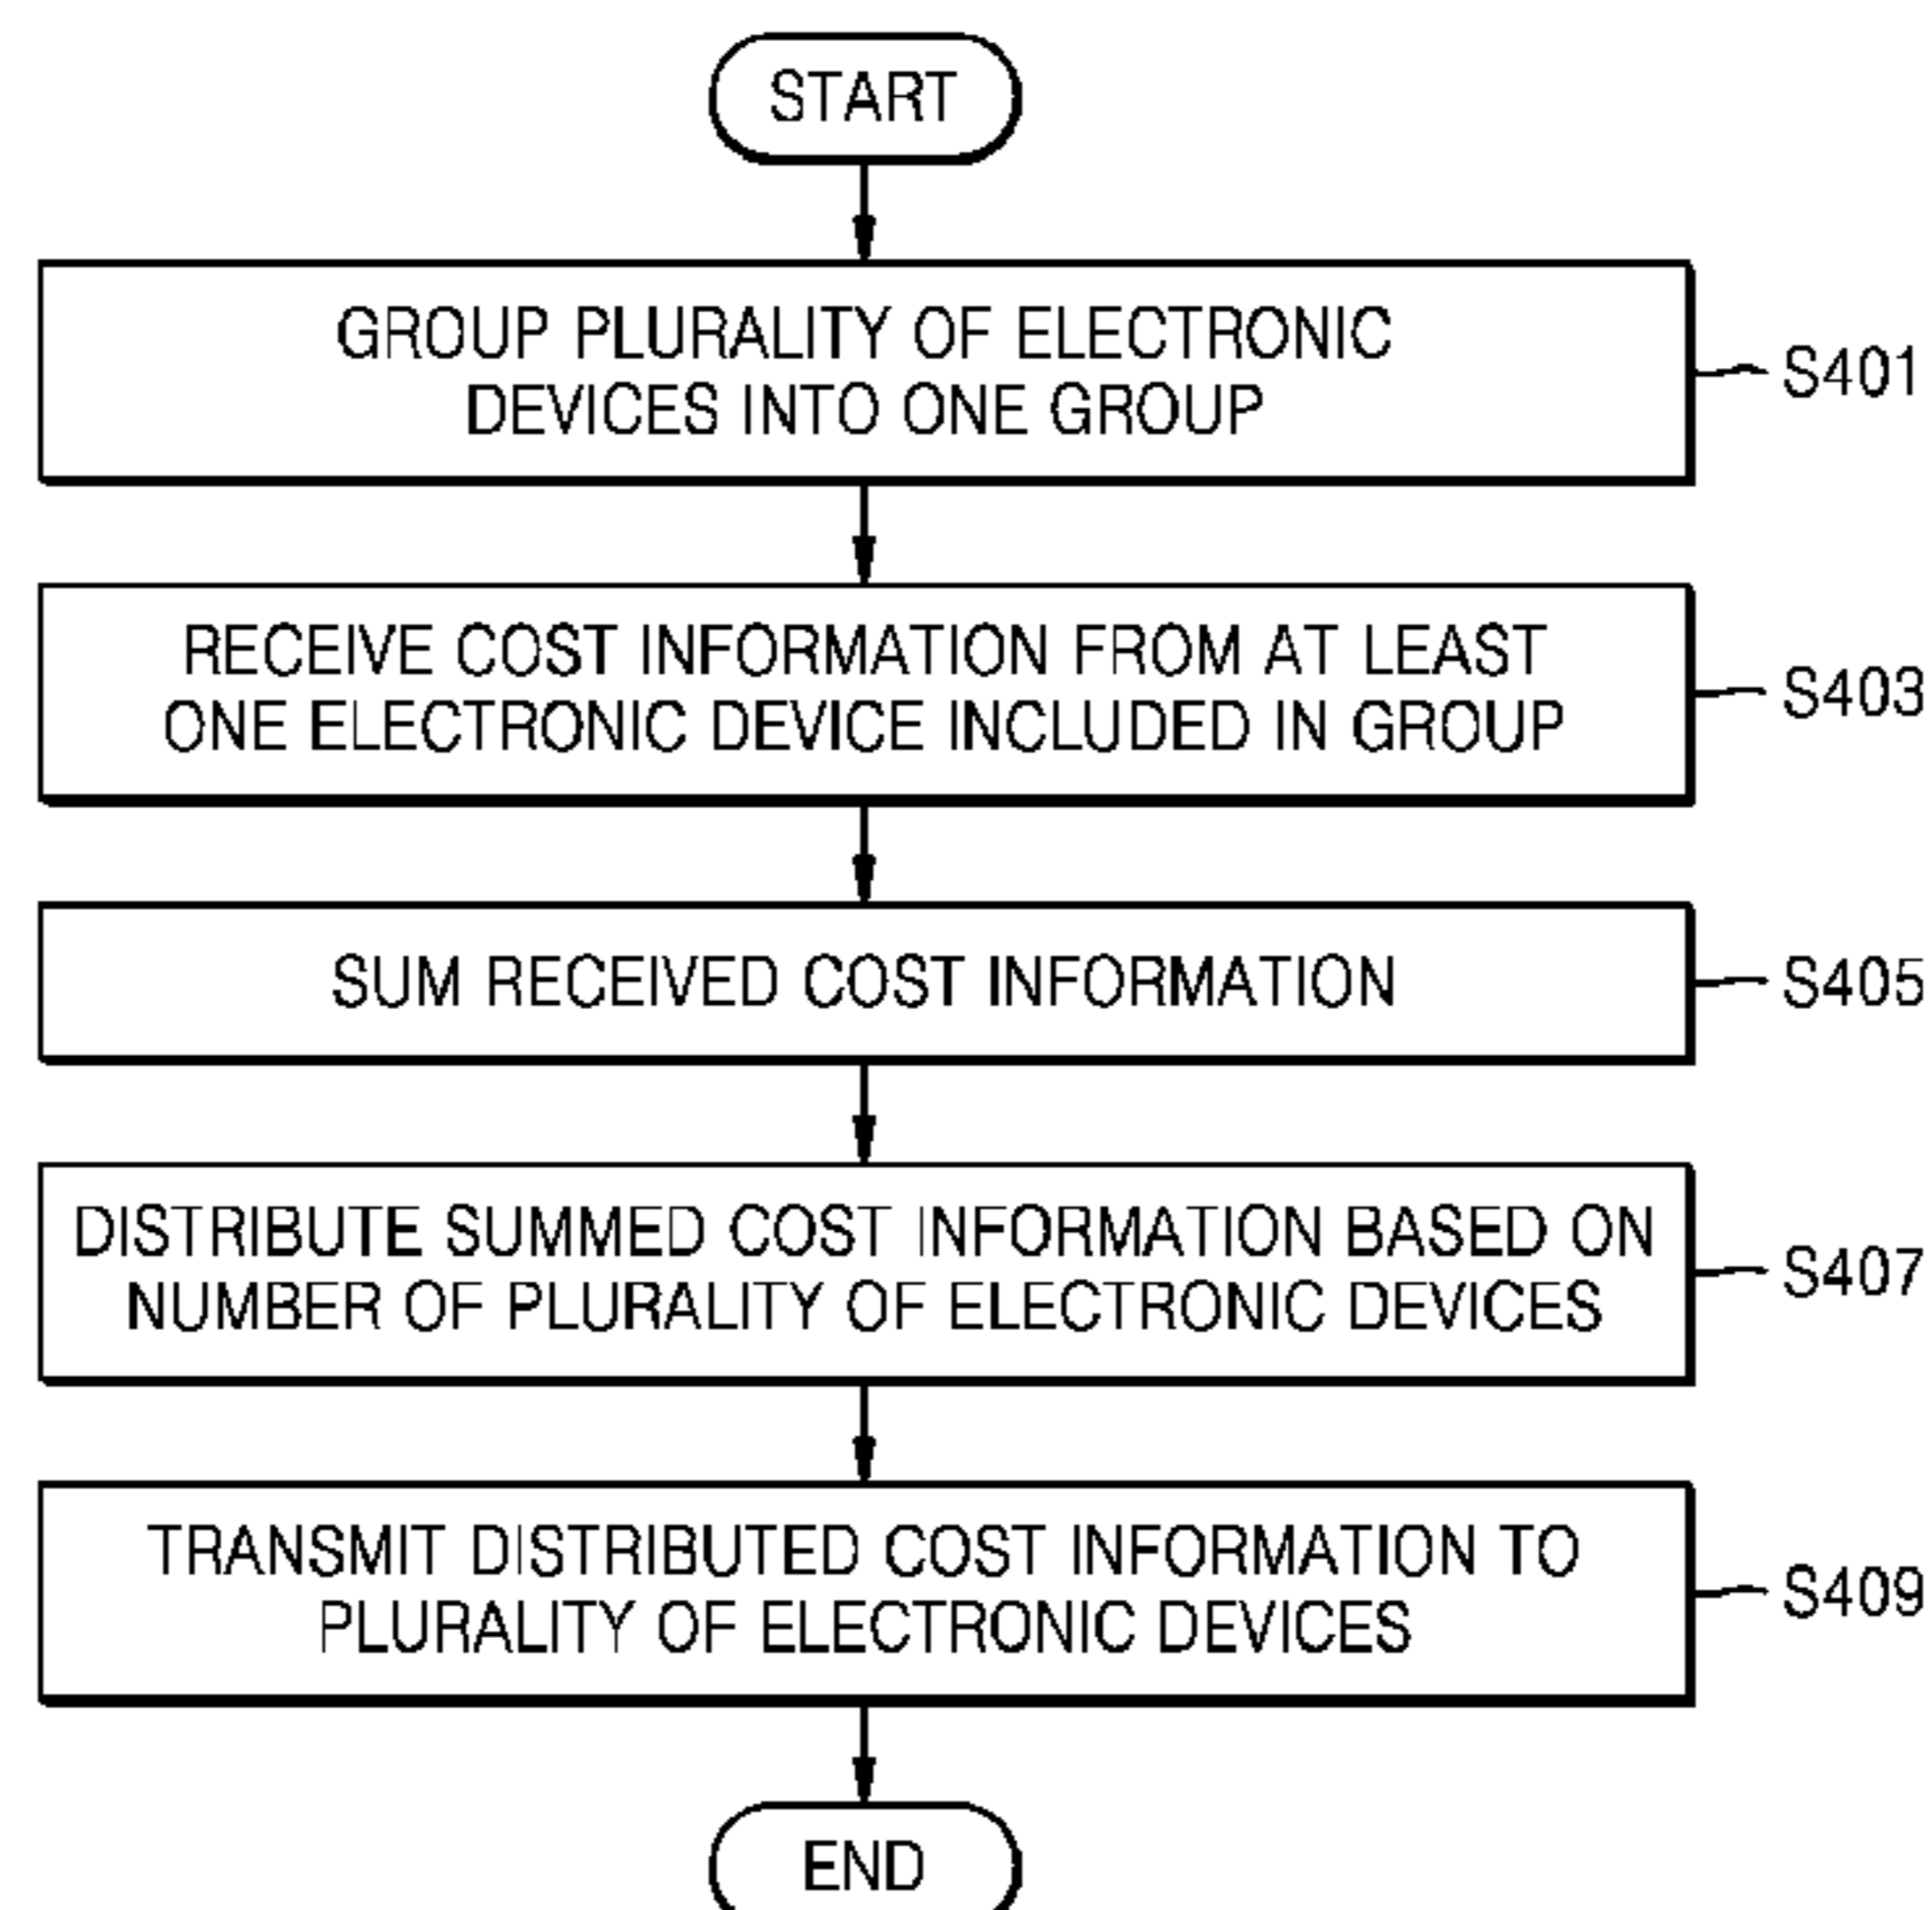 START
GROUP PLURALITY OF ELECTRONIC
DEVICES INTO ONE GROUP
S401
RECEIVE COST INFORMATION FROM AT LEAST
ONE ELECTRONIC DEVICE INCLUDED IN GROUP
S403
SUM RECEIVED COST INFORMATION
S405
DISTRIBUTE SUMMED COST INFORMATION BASED ON
NUMBER OF PLURALITY OF ELECTRONIC DEVICES
S407
TRANSMIT DISTRIBUTED COST INFORMATION TO
PLURALITY OF ELECTRONIC DEVICES
S409
END